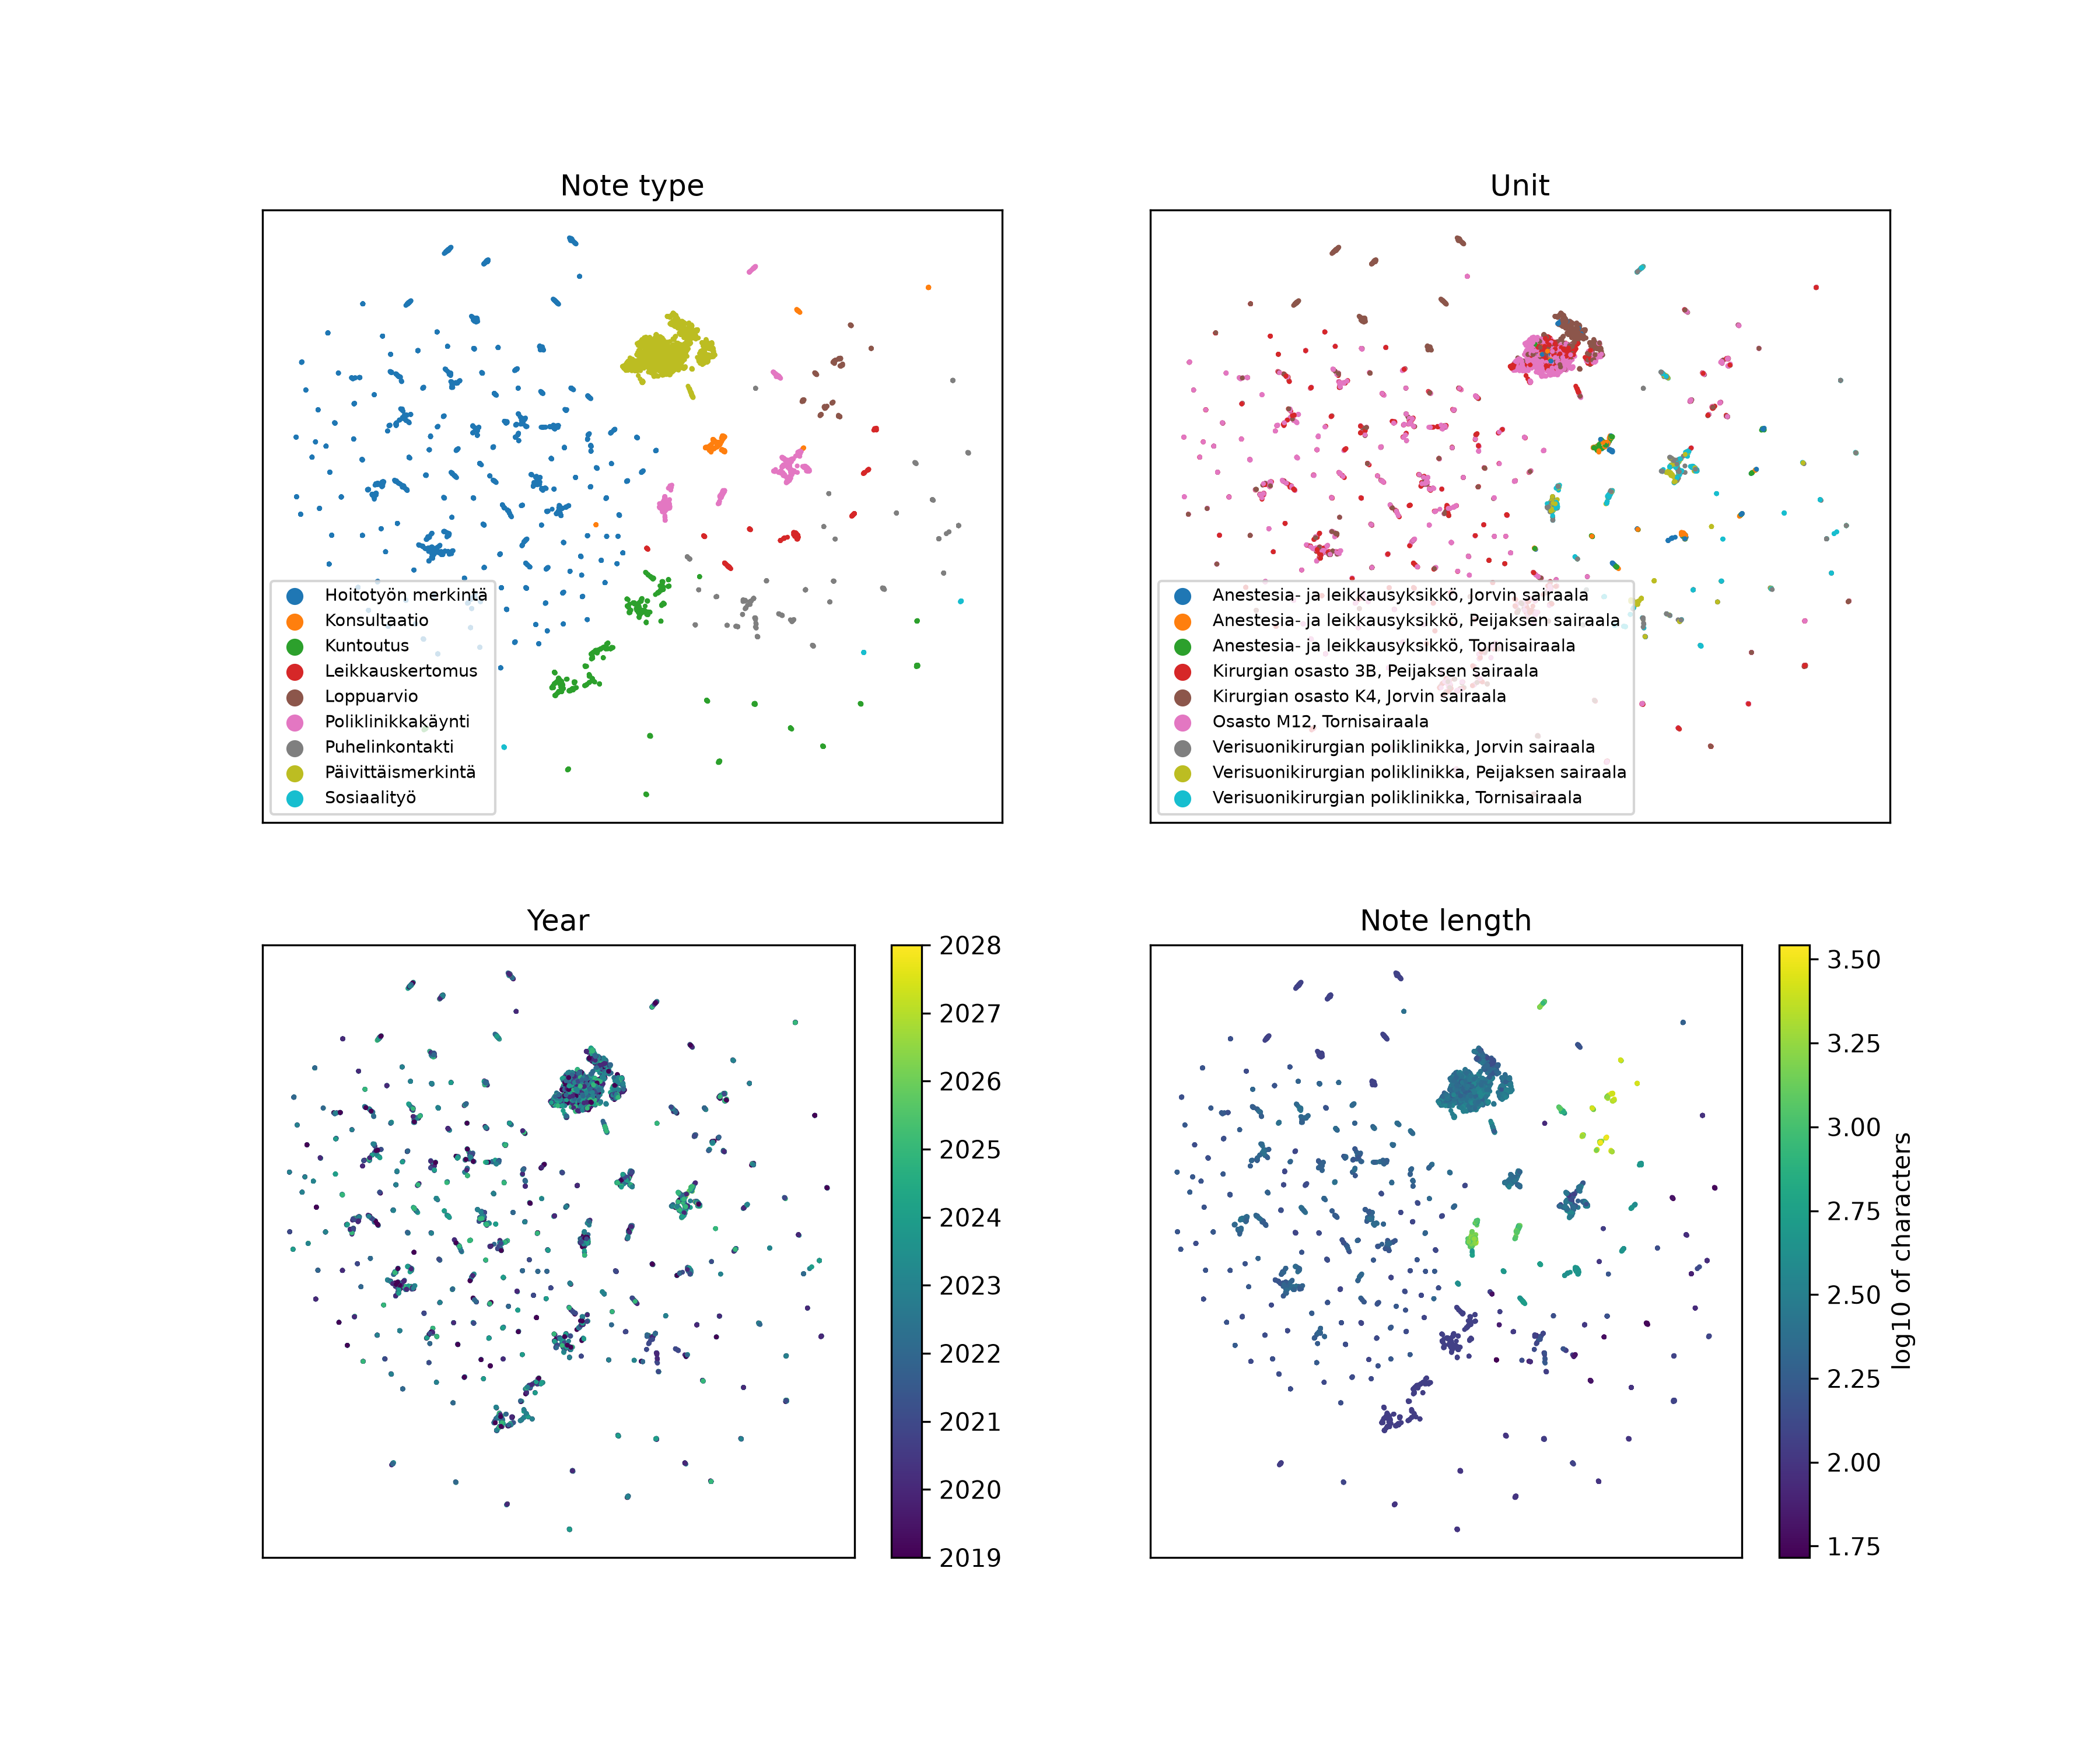 Note type
Hoitotyön merkintä
Konsultaatio
Kuntoutus
Leikkauskertomus
Loppuarvio
Poliklinikkakäynti
Puhelinkontakti
Päivittäismerkintä
Sosiaalityö
Unit
Anestesia- ja leikkausyksikkö, Jorvin sairaala
Anestesia- ja leikkausyksikkö, Peijaksen sairaala
Anestesia- ja leikkausyksikkö, Tornisairaala
Kirurgian osasto 3B, Peijaksen sairaala
Kirurgian osasto K4, Jorvin sairaala
Osasto M12, Tornisairaala
Verisuonikirurgian poliklinikka, Jorvin sairaala
Verisuonikirurgian poliklinikka, Peijaksen sairaala
Verisuonikirurgian poliklinikka, Tornisairaala
Year
2028
2027
2026
2025
2024
2023
2022
2021
2020
2019
Note length
3.50
3.25
3.00
2.75
2.50
2.25
2.00
1.75
log10 of characters